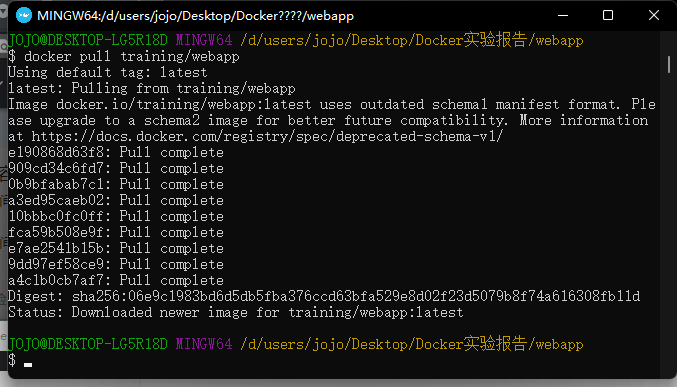 MINGW64:/d/users/jojo/Desktop/Docker????/webapp
JOJO@DESKTOP-LG5R18D MINGW64 /d/users/jojo/Desktop/Docker实验报告/webapp
$ docker pull training/webapp
Using default tag: latest
latest: Pulling from training/webapp
Image docker.io/training/webapp:latest uses outdated schema1 manifest format. Ple
ase upgrade to a schema2 image for better future compatibility. More information
at https://docs.docker.com/registry/spec/deprecated-schema-v1/
e190868d63f8: Pull complete
909cd34c6fd7: Pull complete
0b9bfabab7c1: Pull complete
a3ed95caeb02: Pull complete
10bbbc0fc0ff: Pull complete
fca59b508e9f: Pull complete
e7ae2541b15b: Pull complete
9dd97ef58ce9: Pull complete
a4c1b0cb7af7: Pull complete
Digest: sha256:06e9c1983bd6d5db5fba376ccd63bfa529e8d02f23d5079b8f74a616308fb11d
Status: Downloaded newer image for training/webapp:latest
JOJO@DESKTOP-LG5R18D MINGW64 /d/users/jojo/Desktop/Docker实验报告/webapp
$